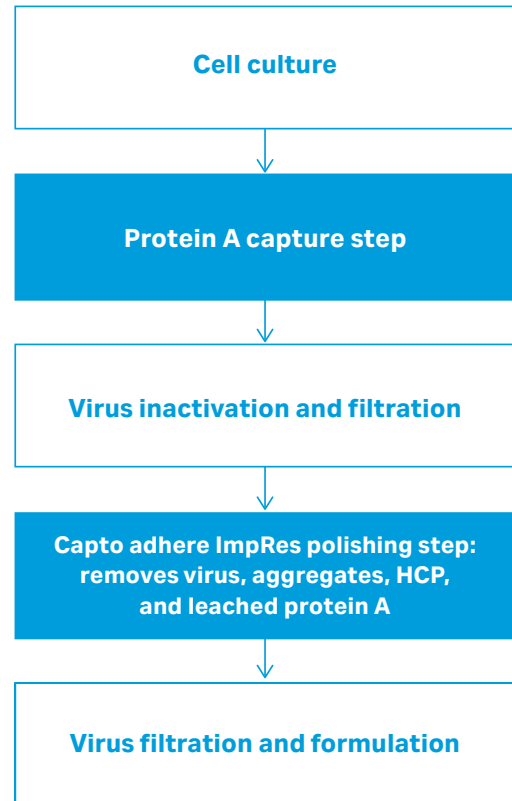 Cell culture
Protein A capture step
Virus inactivation and filtration
Capto adhere ImpRes polishing step:
removes virus, aggregates, HCP,
and leached protein A
Virus filtration and formulation